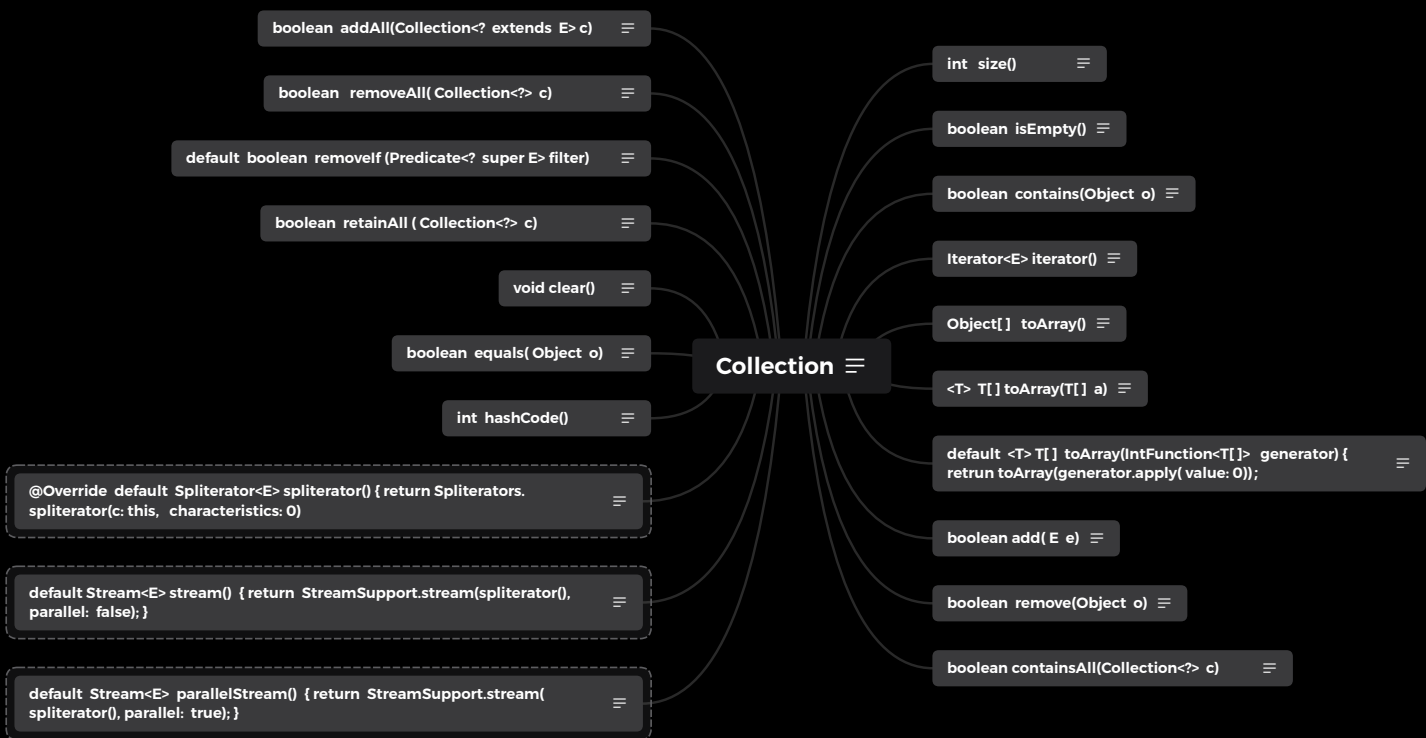 boolean addAll(Collection<? extends E> c)
boolean removeAll( Collection<?> c)
default boolean removeIf (Predicate<? super E> filter)
boolean retainAll ( Collection<?> c)
void clear()
boolean equals( Object o)
int hashCode()
@Override default Spliterator<E> spliterator() { return Spliterators.
spliterator(c: this, characteristics: 0)
default Stream<E> stream() { return StreamSupport.stream(spliterator(),
parallel: false); }
default Stream<E> parallelStream() { return StreamSupport.stream(
spliterator(), parallel: true); }
Collection
int size()
boolean isEmpty()
boolean contains(Object o)
Iterator<E> iterator()
Object[ ] toArray()
<T> T[ ] toArray(T[ ] a)
default <T> T[ ] toArray(IntFunction<T[ ]> generator) {
retrun toArray(generator.apply( value: 0));
boolean add( E e)
boolean remove(Object o)
boolean containsAll(Collection<?> c)